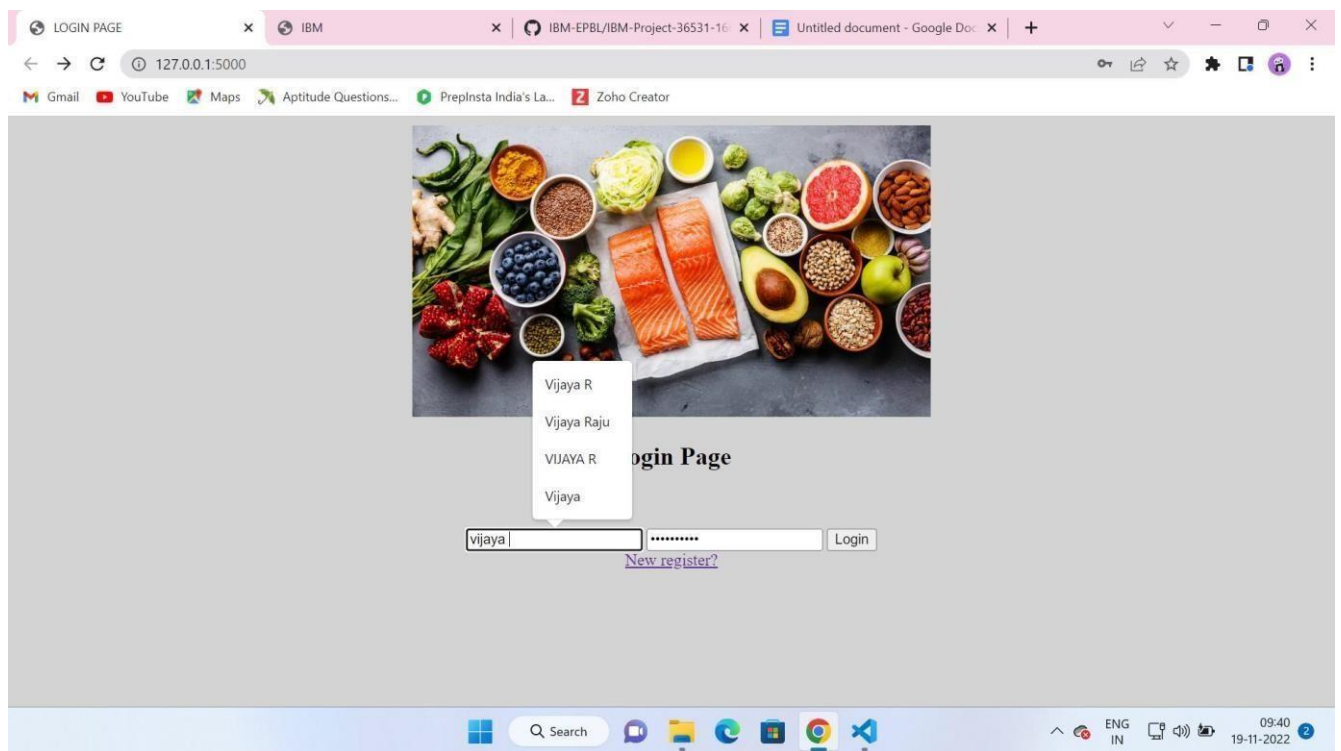 LOGIN PAGE IBM IBM-EPBL/IBM-Project-36531-16 Untitled document - Google Doc
127.0.0.1:5000
Gmail YouTube Maps Aptitude Questions... PrepInsta India's La... Z Zoho Creator
Vijaya R
Vijaya Raju
VIJAYA R
Vijaya
ogin Page
vijaya •••••••••• Login
New register?
Search ENG IN 09:40 19-11-2022 2